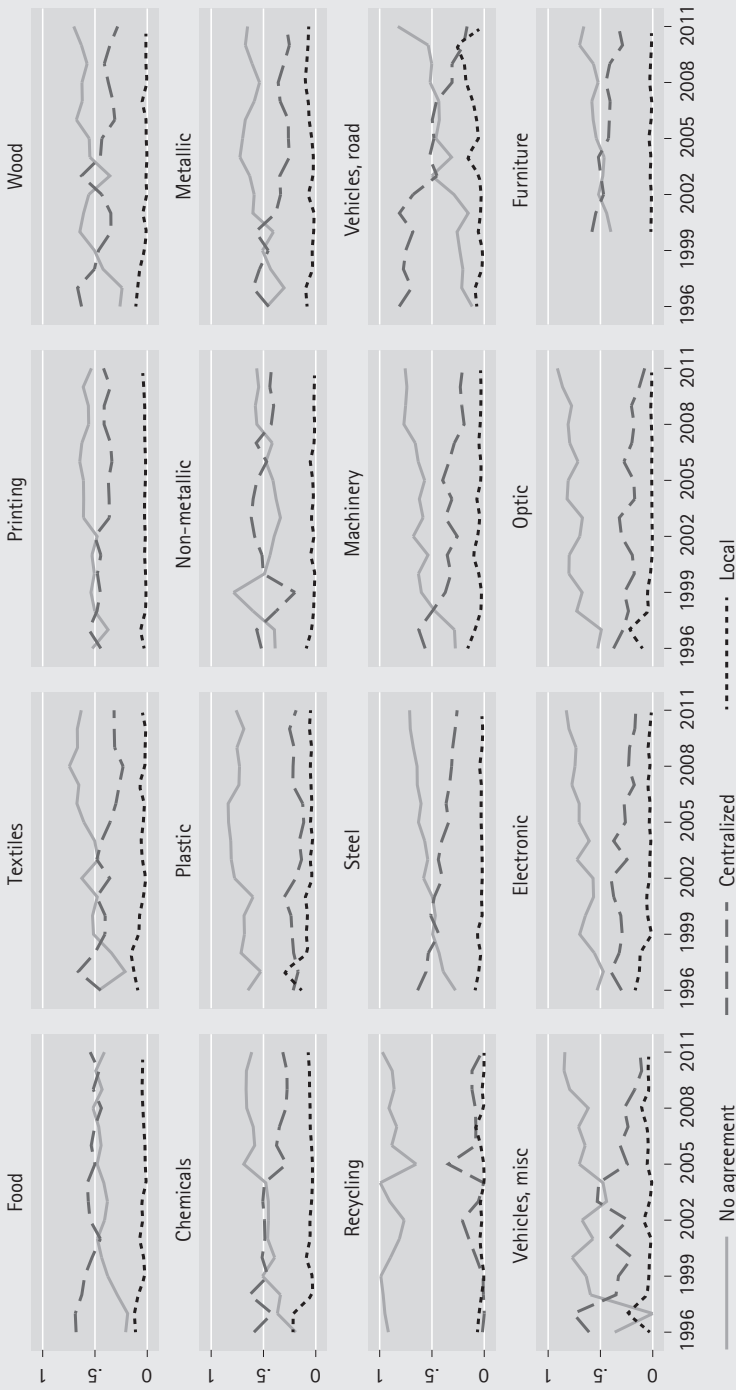 Food
Textiles
Printing
Wood
1
.5
0
Chemicals
Plastic
Non-metallic
Metallic
1
.5
0
Recycling
Steel
Machinery
Vehicles, road
1
.5
0
Vehicles, misc
Electronic
Optic
Furniture
1
.5
0
1996 1999 2002 2005 2008 2011 1996 1999 2002 2005 2008 2011 1996 1999 2002 2005 2008 2011 1996 1999 2002 2005 2008 2011
No agreement Centralized Local